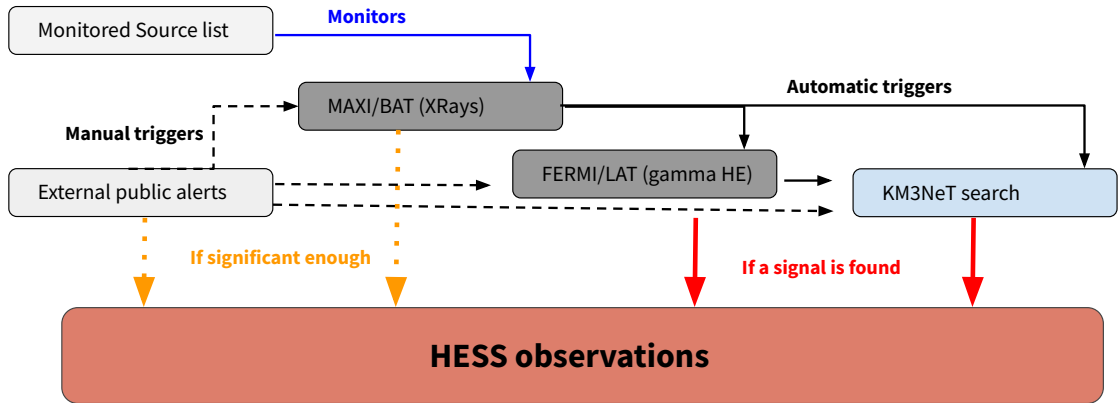 Monitored Source list
Monitors
MAXI/BAT (XRays)
Automatic triggers
Manual triggers
External public alerts
FERMI/LAT (gamma HE)
KM3NeT search
If significant enough
If a signal is found
HESS observations